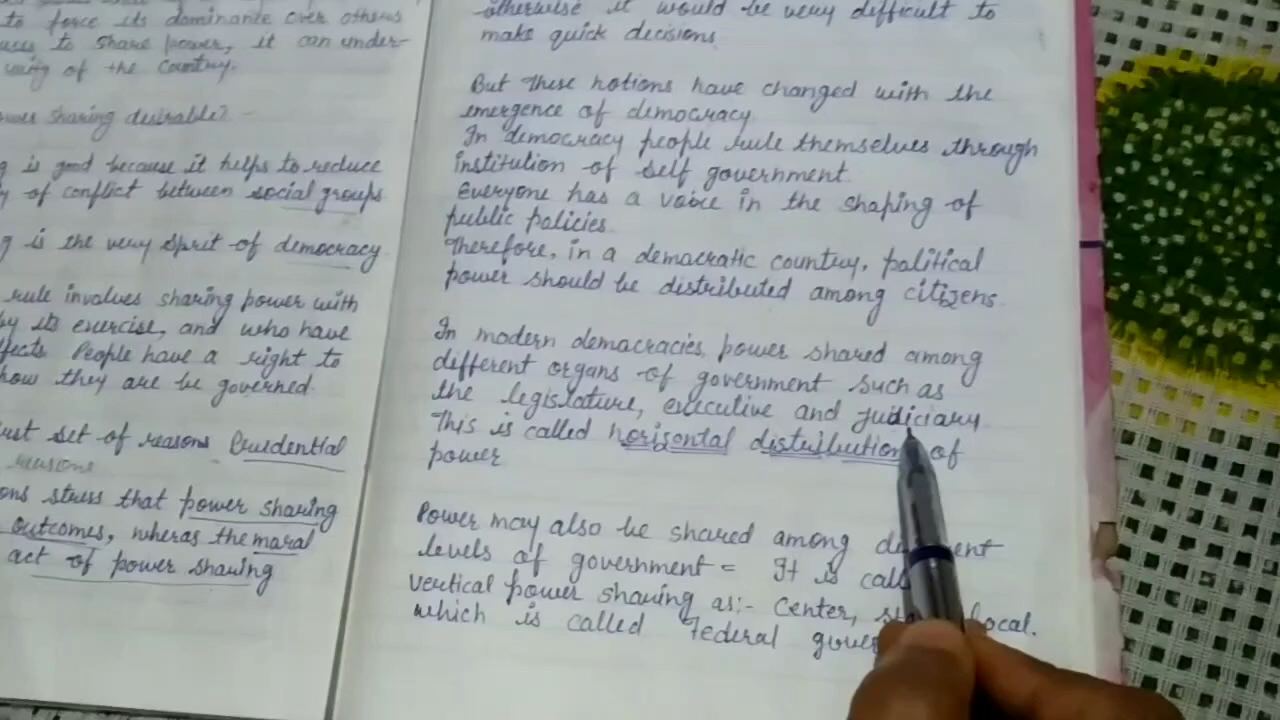 to force its dominance over others
to share power, it can under-
unity of the country.
sharing desirable? -
is good because it helps to reduce
of conflict between social groups
is the very spirit of democracy
rule involves sharing power with
by its exercise, and who have
People have a right to
how they are be governed.
set of reasons Prudential
reasons
stress that power sharing
outcomes, wheras the moral
act of power sharing
otherwise it would be very difficult to
make quick decisions
But these notions have changed with the
emergence of democracy
In democracy people rule themselves through
institution of self government.
Everyone has a voice in the shaping of
public policies
therefore, in a democratic country, political
power should be distributed among citizens.
In modern democracies, power shared among
different organs of government such as
the legislature, executive and judiciary
This is called horisontal distribution of
power
Power may also be shared among
levels of government = It is
vertical power sharing as:- Center, local.
which is called federal